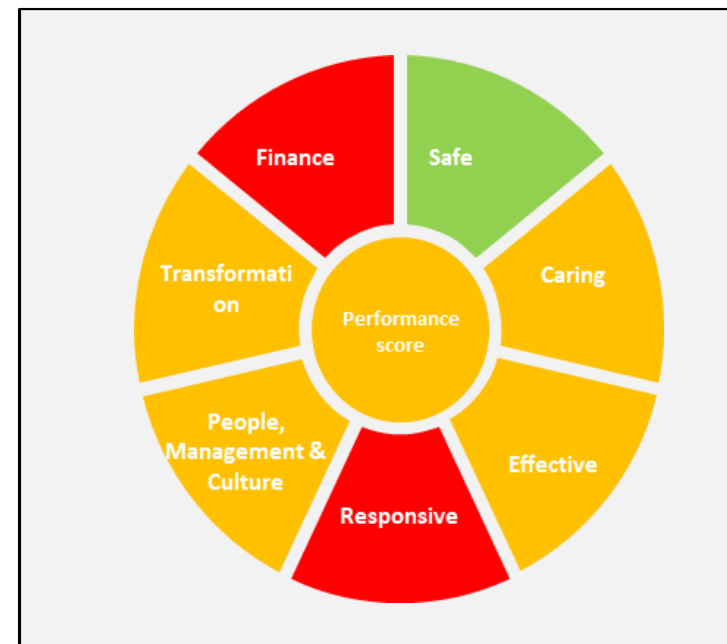 Finance
Safe
Transformati
on
Caring
Performance
score
People,
Management &
Culture
Effective
Responsive